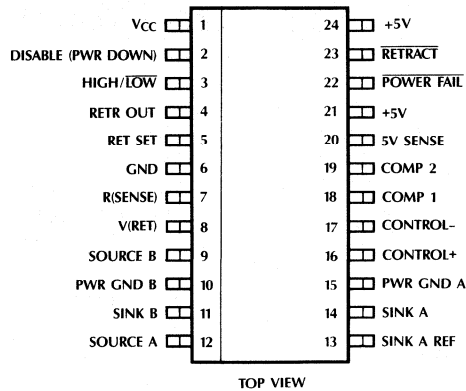 VCC 1 24 +5V
DISABLE (PWR DOWN) 2 23 RETRACT
HIGH/LOW 3 22 POWER FAIL
RETR OUT 4 21 +5V
RET SET 5 20 5V SENSE
GND 6 19 COMP 2
R(SENSE) 7 18 COMP 1
V(RET) 8 17 CONTROL–
SOURCE B 9 16 CONTROL+
PWR GND B 10 15 PWR GND A
SINK B 11 14 SINK A
SOURCE A 12 13 SINK A REF
TOP VIEW